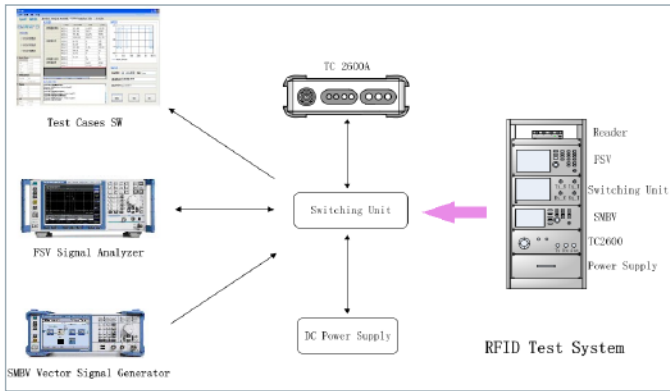 TC 2600A
Test Cases SW
Reader
FSV
Switching Unit
SMBV
TC2600
Power Supply
Switching Unit
FSV Signal Analyzer
DC Power Supply
RFID Test System
SMBV Vector Signal Generator